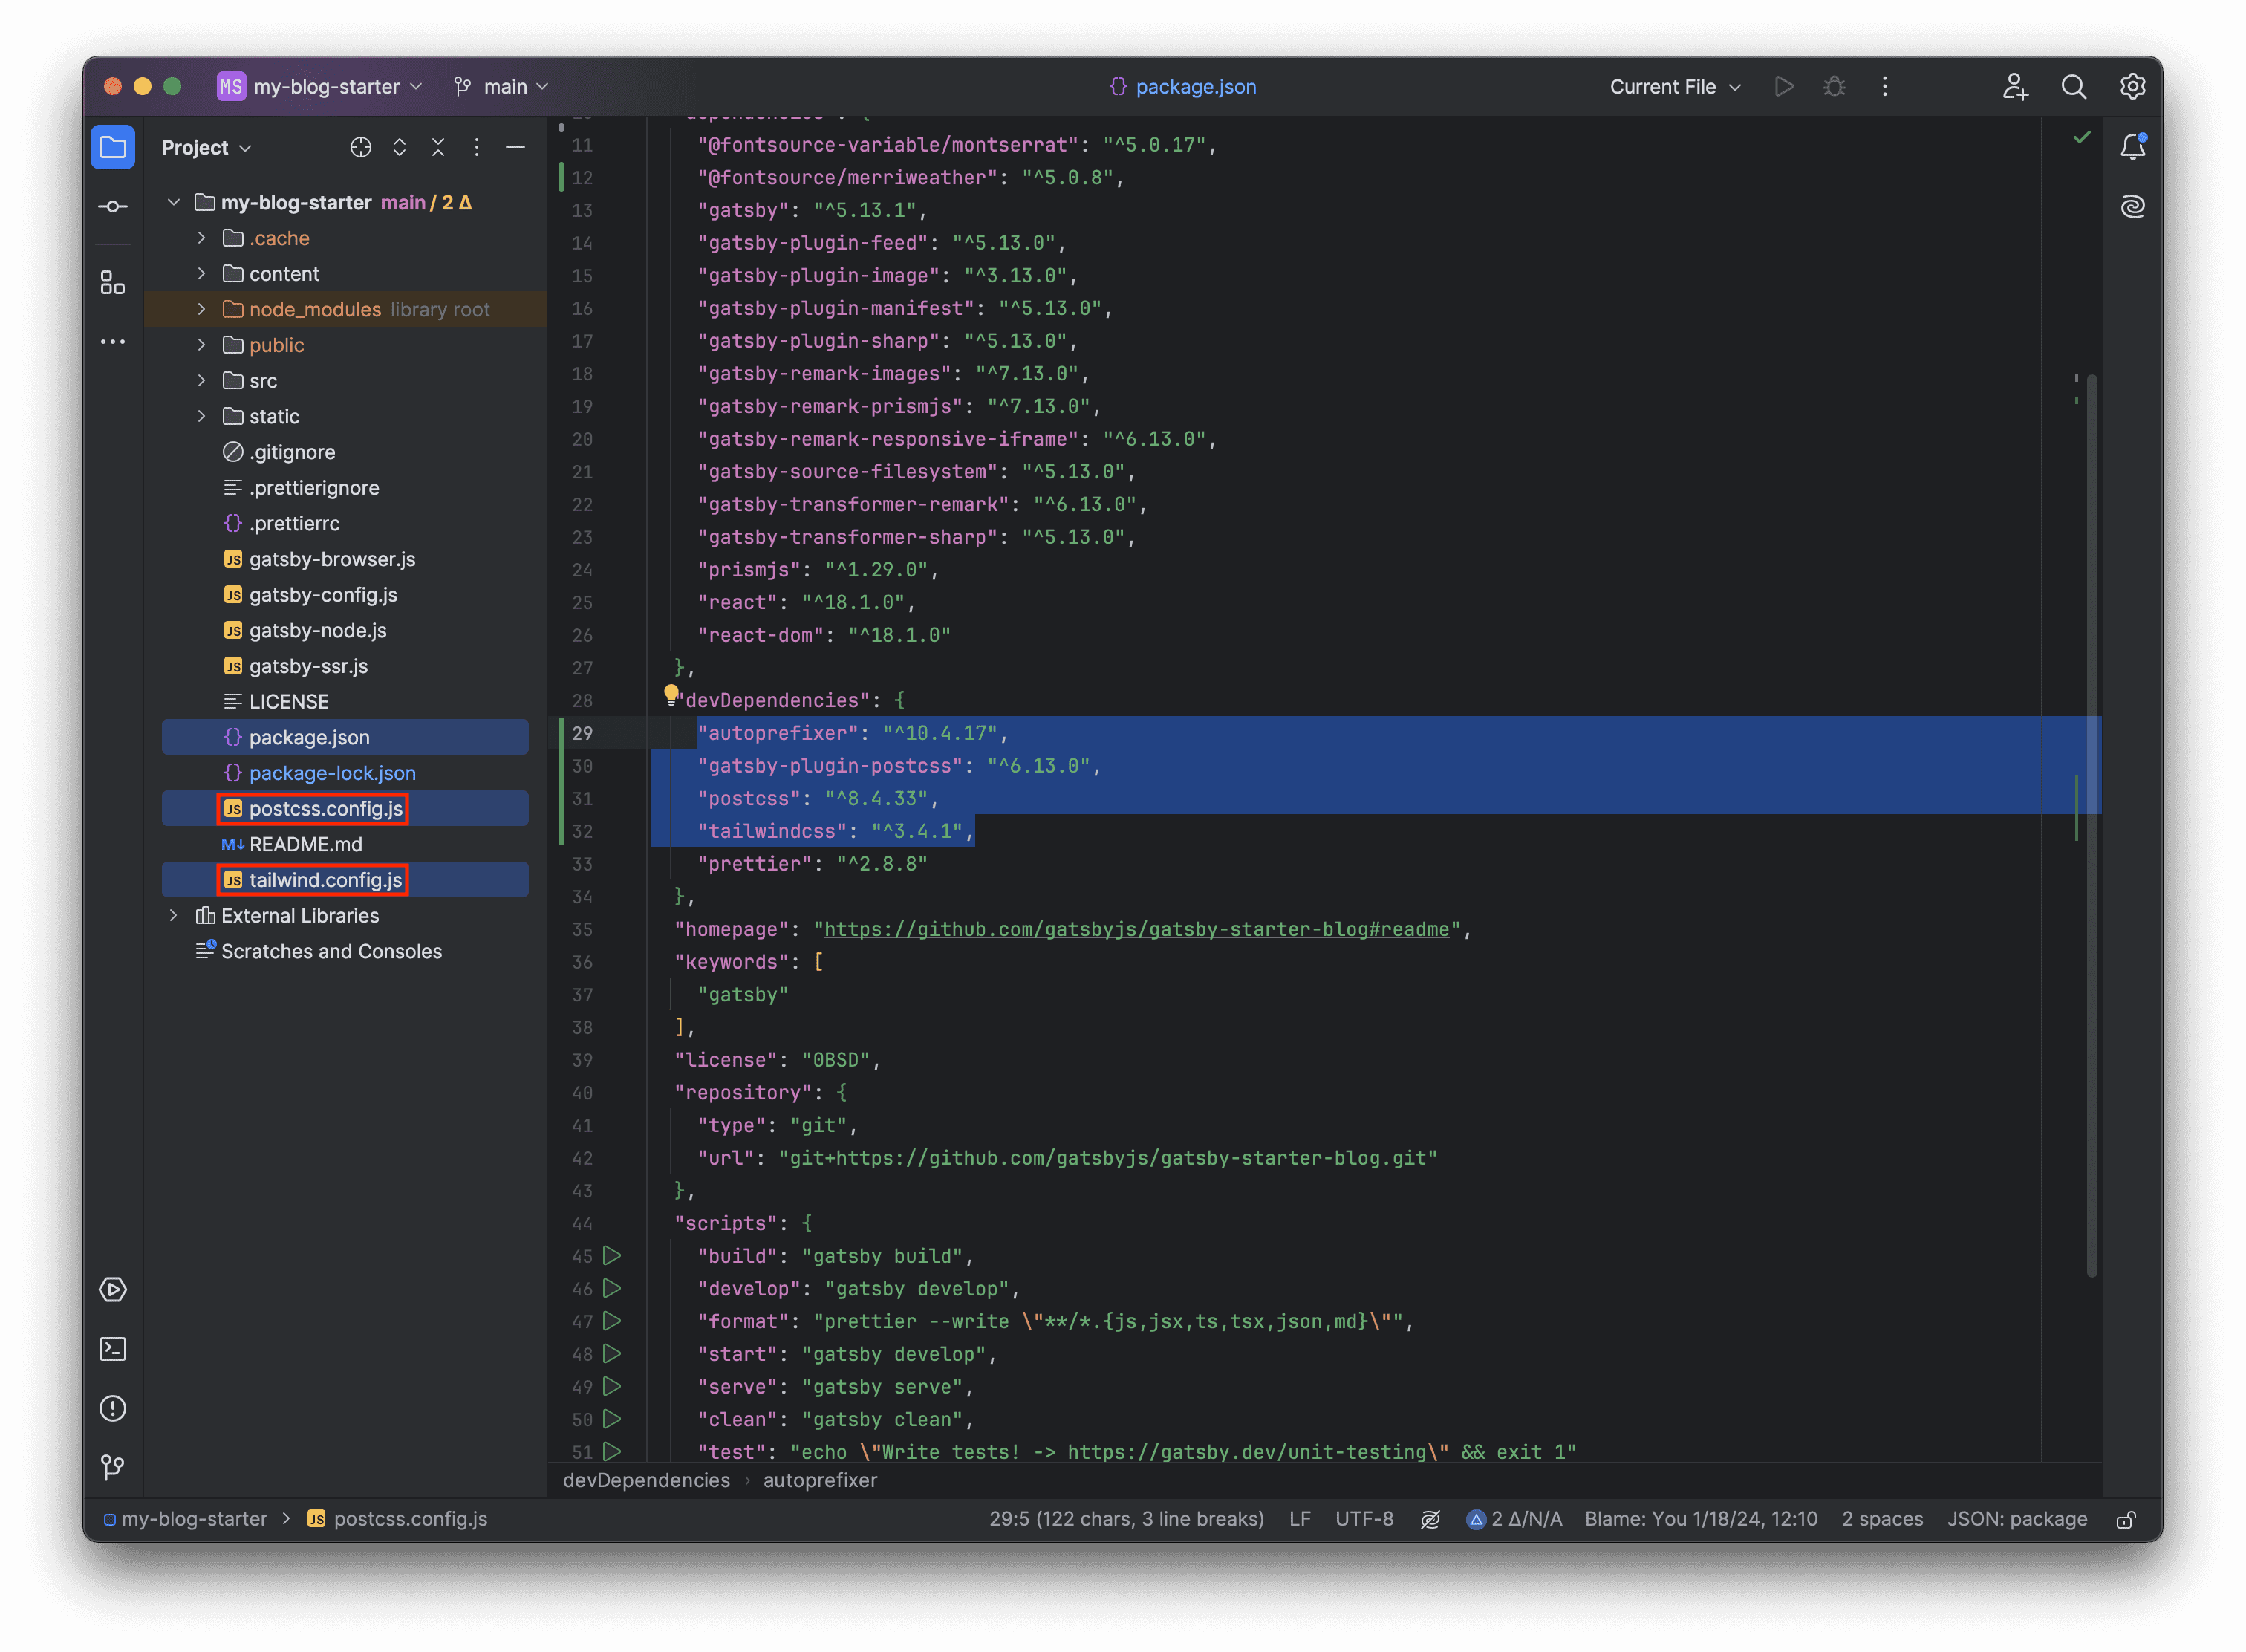 MS my-blog-starter main package.json Current File
Project
my-blog-starter main / 2 Δ
.cache
content
node_modules library root
public
src
static
.gitignore
.prettierignore
{} .prettierrc
JS gatsby-browser.js
JS gatsby-config.js
JS gatsby-node.js
JS gatsby-ssr.js
LICENSE
{} package.json
{} package-lock.json
JS postcss.config.js
M↓ README.md
JS tailwind.config.js
External Libraries
Scratches and Consoles
11 "@fontsource-variable/montserrat": "^5.0.17",
12 "@fontsource/merriweather": "^5.0.8",
13 "gatsby": "^5.13.1",
14 "gatsby-plugin-feed": "^5.13.0",
15 "gatsby-plugin-image": "^3.13.0",
16 "gatsby-plugin-manifest": "^5.13.0",
17 "gatsby-plugin-sharp": "^5.13.0",
18 "gatsby-remark-images": "^7.13.0",
19 "gatsby-remark-prismjs": "^7.13.0",
20 "gatsby-remark-responsive-iframe": "^6.13.0",
21 "gatsby-source-filesystem": "^5.13.0",
22 "gatsby-transformer-remark": "^6.13.0",
23 "gatsby-transformer-sharp": "^5.13.0",
24 "prismjs": "^1.29.0",
25 "react": "^18.1.0",
26 "react-dom": "^18.1.0"
27 },
28 "devDependencies": {
29 "autoprefixer": "^10.4.17",
30 "gatsby-plugin-postcss": "^6.13.0",
31 "postcss": "^8.4.33",
32 "tailwindcss": "^3.4.1",
33 "prettier": "^2.8.8"
34 },
35 "homepage": "https://github.com/gatsbyjs/gatsby-starter-blog#readme",
36 "keywords": [
37 "gatsby"
38 ],
39 "license": "0BSD",
40 "repository": {
41 "type": "git",
42 "url": "git+https://github.com/gatsbyjs/gatsby-starter-blog.git"
43 },
44 "scripts": {
45 "build": "gatsby build",
46 "develop": "gatsby develop",
47 "format": "prettier --write \"**/*.{js,jsx,ts,tsx,json,md}\"",
48 "start": "gatsby develop",
49 "serve": "gatsby serve",
50 "clean": "gatsby clean",
51 "test": "echo \"Write tests! -> https://gatsby.dev/unit-testing\" && exit 1"
devDependencies › autoprefixer
my-blog-starter > JS postcss.config.js 29:5 (122 chars, 3 line breaks) LF UTF-8 2 Δ/N/A Blame: You 1/18/24, 12:10 2 spaces JSON: package